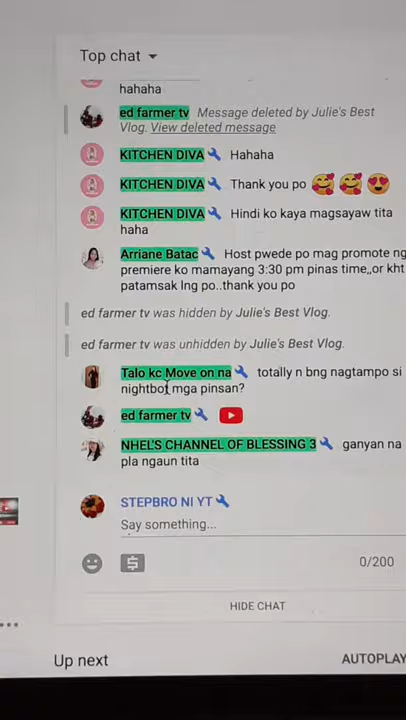 Top chat
hahaha
ed farmer tv Message deleted by Julie's Best
Vlog. View deleted message
KITCHEN DIVA Hahaha
KITCHEN DIVA Thank you po
KITCHEN DIVA Hindi ko kaya magsayaw tita
haha
Arriane Batac Host pwede po mag promote ng
premiere ko mamayang 3:30 pm pinas time,,or kht
patamsak lng po..thank you po
ed farmer tv was hidden by Julie's Best Vlog.
ed farmer tv was unhidden by Julie's Best Vlog.
Talo kc Move on na totally n bng nagtampo si
nightbot mga pinsan?
ed farmer tv
NHEL'S CHANNEL OF BLESSING 3 ganyan na
pla ngaun tita
STEPBRO NI YT
Say something...
0/200
HIDE CHAT
Up next AUTOPLAY